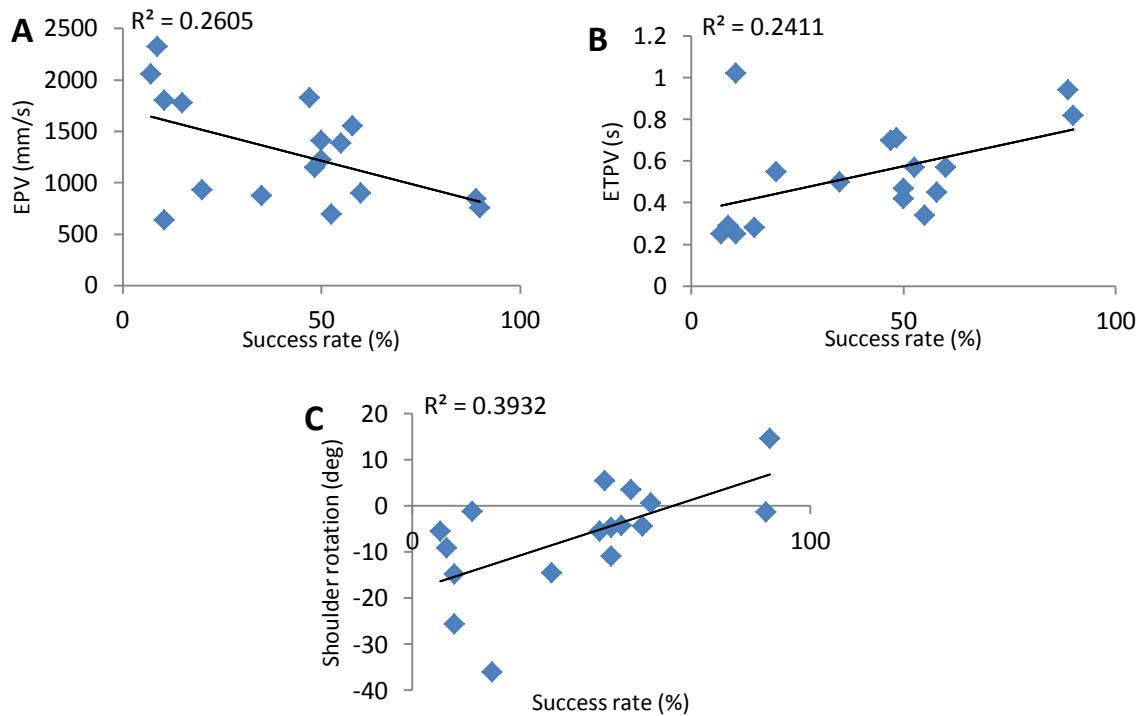 A
R² = 0.2605
EPV (mm/s)
2500
2000
1500
1000
500
0
0 50 100
Success rate (%)
B
R² = 0.2411
ETPV (s)
1.2
1
0.8
0.6
0.4
0.2
0
0 50 100
Success rate (%)
C
R² = 0.3932
Shoulder rotation (deg)
20
10
0
-10
-20
-30
-40
0 100
Success rate (%)